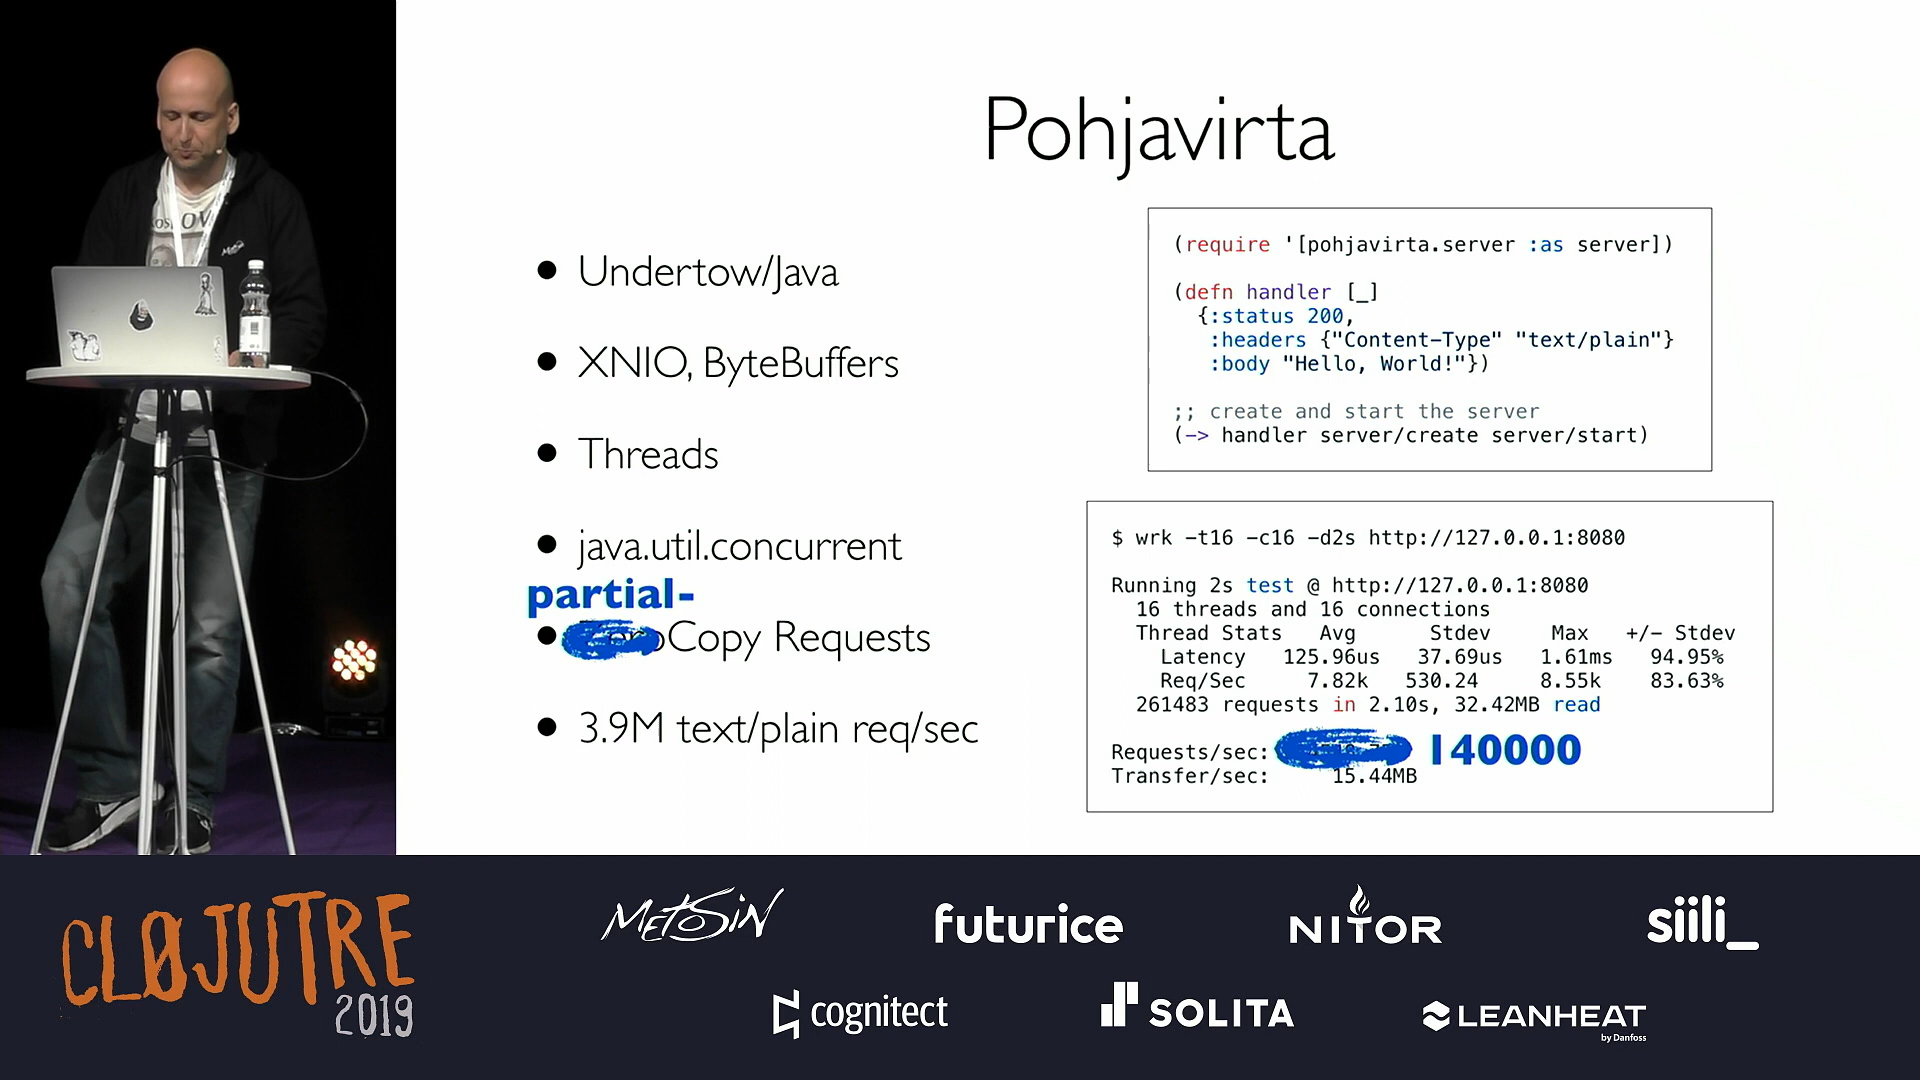 Pohjavirta
• Undertow/Java
• XNIO, ByteBuffers
• Threads
• java.util.concurrent
partial-
Copy Requests
• 3.9M text/plain req/sec
(require '[pohjavirta.server :as server])
(defn handler [_]
{:status 200,
:headers {"Content-Type" "text/plain"}
:body "Hello, World!"})
;; create and start the server
(-> handler server/create server/start)
$ wrk -t16 -c16 -d2s http://127.0.0.1:8080
Running 2s test @ http://127.0.0.1:8080
16 threads and 16 connections
Thread Stats Avg Stdev Max +/- Stdev
Latency 125.96us 37.69us 1.61ms 94.95%
Req/Sec 7.82k 530.24 8.55k 83.63%
261483 requests in 2.10s, 32.42MB read
Requests/sec: 140000
Transfer/sec: 15.44MB
CLØJUTRE
2019
METOSIN
futurice
NITOR
siili_
cognitect
SOLITA
LEANHEAT
by Danfoss